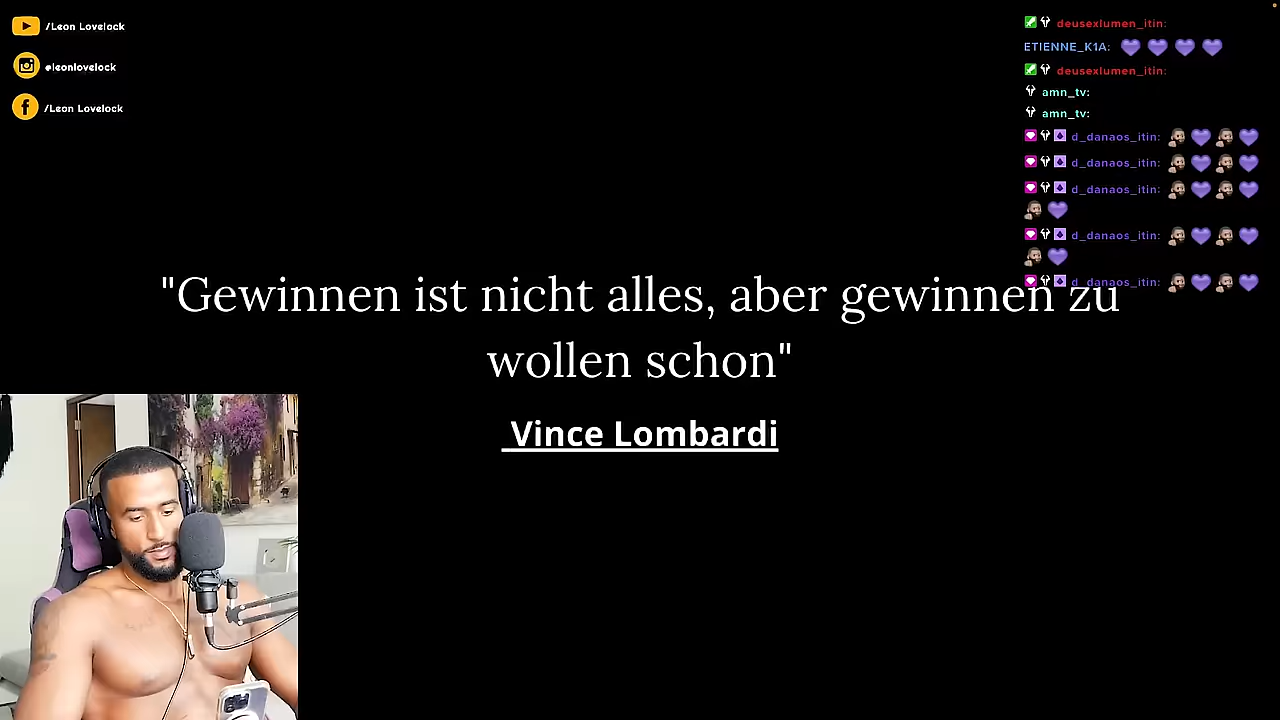 /Leon Lovelock
@leonlovelock
/Leon Lovelock
deusexlumen_itin:
ETIENNE_K1A:
deusexlumen_itin:
amn_tv:
amn_tv:
d_danaos_itin:
d_danaos_itin:
d_danaos_itin:
d_danaos_itin:
d_danaos_itin:
"Gewinnen ist nicht alles, aber gewinnen zu
wollen schon"
Vince Lombardi